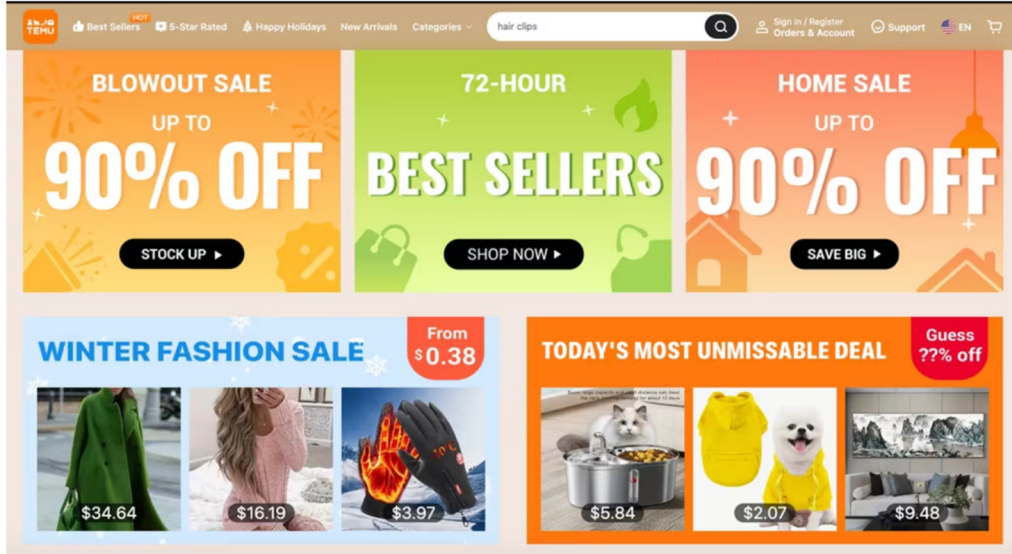 TEMU
Best Sellers
HOT
5-Star Rated
Happy Holidays
New Arrivals
Categories
hair clips
Sign in / Register
Orders & Account
Support
EN
BLOWOUT SALE
UP TO
90% OFF
STOCK UP
72-HOUR
BEST SELLERS
SHOP NOW
HOME SALE
UP TO
90% OFF
SAVE BIG
WINTER FASHION SALE
From
$0.38
$34.64
$16.19
$3.97
TODAY'S MOST UNMISSABLE DEAL
Guess
??% off
$5.84
$2.07
$9.48